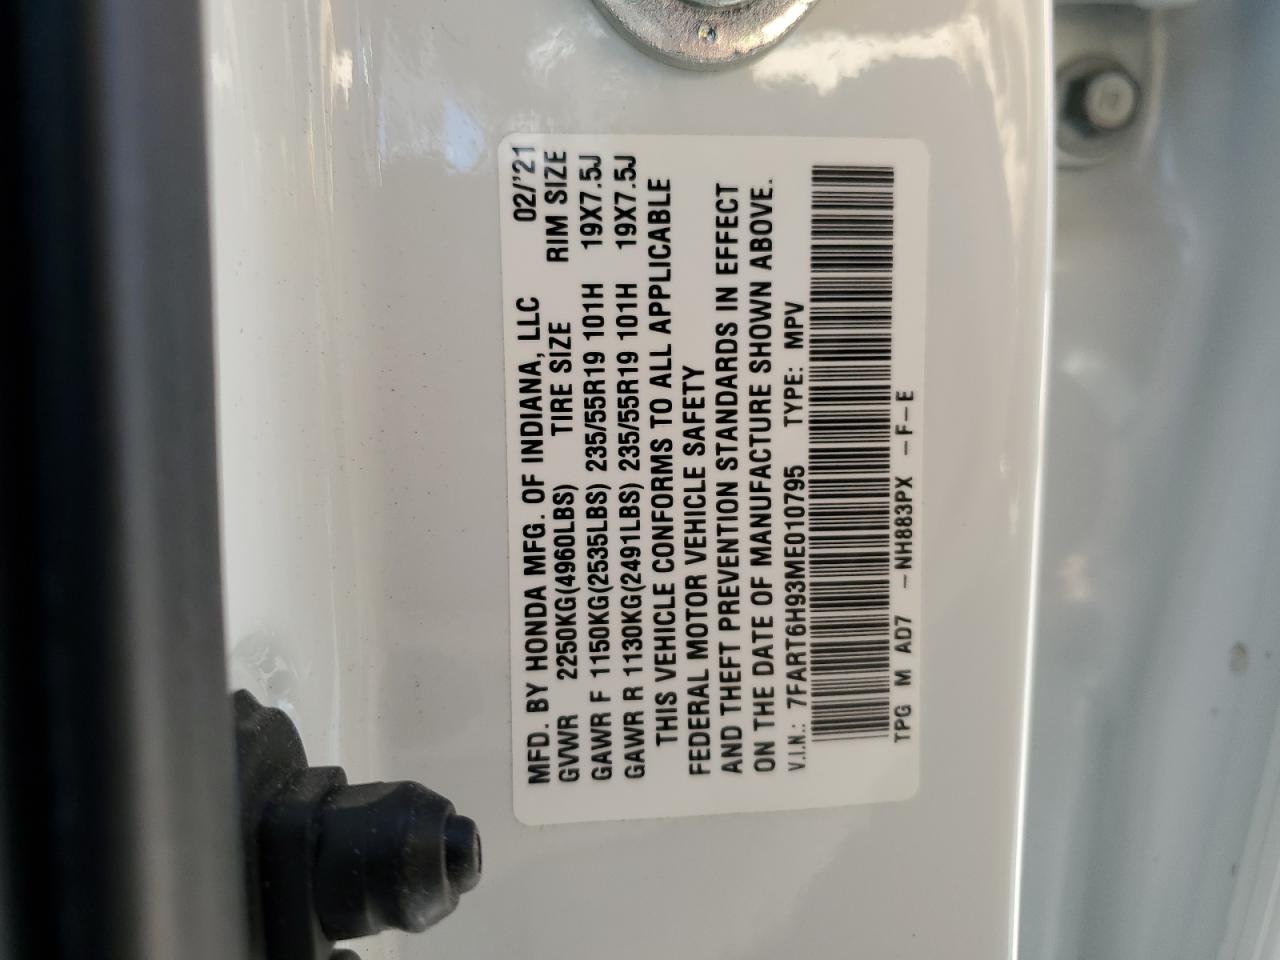 MFD. BY HONDA MFG. OF INDIANA, LLC 02/'21
GVWR 2250KG(4960LBS) TIRE SIZE RIM SIZE
GAWR F 1150KG(2535LBS) 235/55R19 101H 19X7.5J
GAWR R 1130KG(2491LBS) 235/55R19 101H 19X7.5J
THIS VEHICLE CONFORMS TO ALL APPLICABLE
FEDERAL MOTOR VEHICLE SAFETY
AND THEFT PREVENTION STANDARDS IN EFFECT
ON THE DATE OF MANUFACTURE SHOWN ABOVE.
V.I.N.: 7FART6H93ME010795 TYPE: MPV
TPG M AD7 -NH883PX -F-E